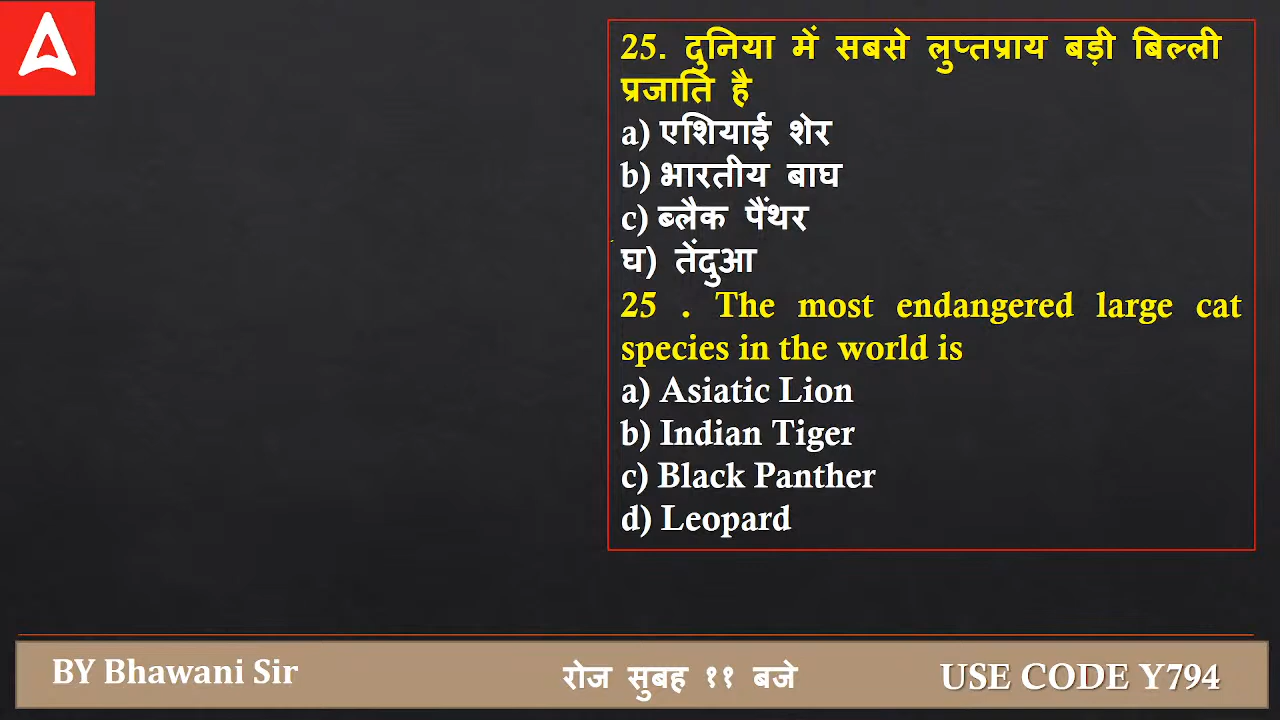 25. दुनिया में सबसे लुप्तप्राय बड़ी बिल्ली
प्रजाति है
a) एशियाई शेर
b) भारतीय बाघ
c) ब्लैक पैंथर
घ) तेंदुआ
25 . The most endangered large cat
species in the world is
a) Asiatic Lion
b) Indian Tiger
c) Black Panther
d) Leopard
BY Bhawani Sir
रोज सुबह ११ बजे
USE CODE Y794